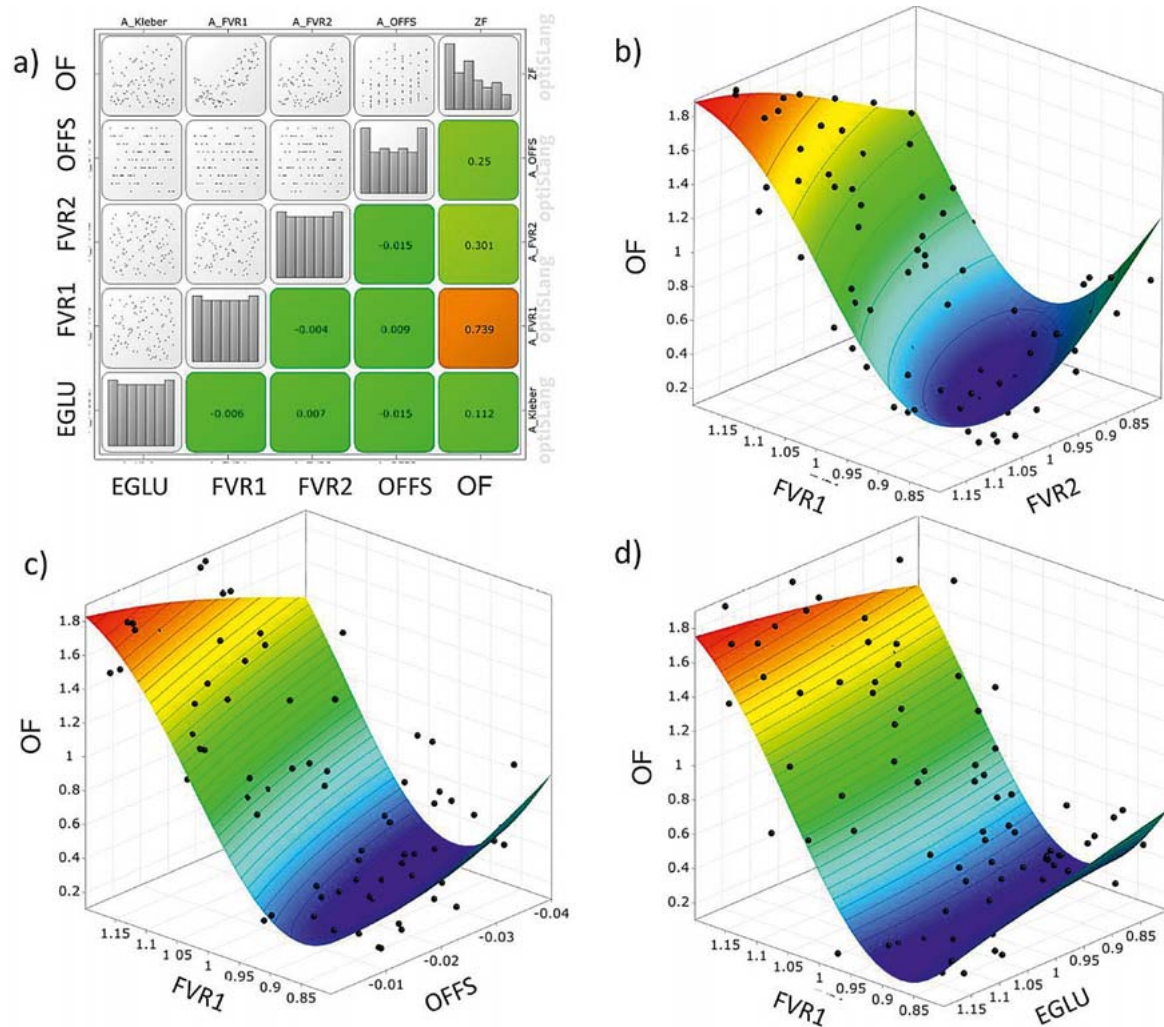 a)
A_Kleber A_FVR1 A_FVR2 A_OFFS ZF
OF
ZF
optiSLang
OFFS
0.25
A_OFFS
FVR2
-0.015
0.301
A_FVR2
optiSLang
FVR1
-0.004
0.009
0.739
A_FVR1
EGLU
-0.006
0.007
-0.015
0.112
A_Kleber
optiSLang
EGLU FVR1 FVR2 OFFS OF
b)
OF
1.8
1.6
1.4
1.2
1
0.8
0.6
0.4
0.2
1.15 1.1 1.05 1 0.95 0.9 0.85
FVR1
1.15 1.1 1.05 1 0.95 0.9 0.85
FVR2
c)
OF
1.8
1.6
1.4
1.2
1
0.8
0.6
0.4
0.2
1.15 1.1 1 05 1 0.95 0.9 0.85
FVR1
-0.01 -0.02 -0.03 -0.04
OFFS
d)
OF
1.8
1.6
1.4
1.2
1
0.8
0.6
0.4
0.2
1.15 1.1 1.05 1 0.95 0.9 0.85
FVR1
1.15 1.1 1.05 1 0.95 0.9 0.85
EGLU